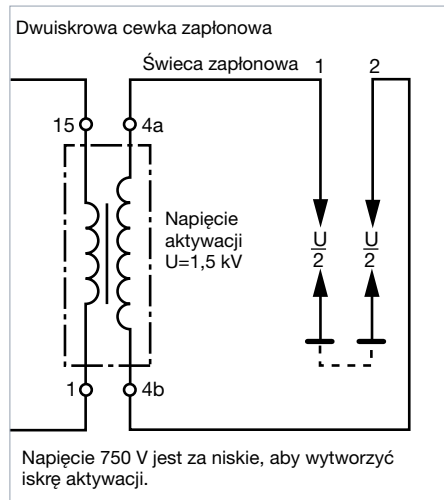 Dwuiskrowa cewka zapłonowa
Świeca zapłonowa 1 2
15 4a
Napięcie
aktywacji
U=1,5 kV
U U
2 2
1 4b
Napięcie 750 V jest za niskie, aby wytworzyć
iskrę aktywacji.